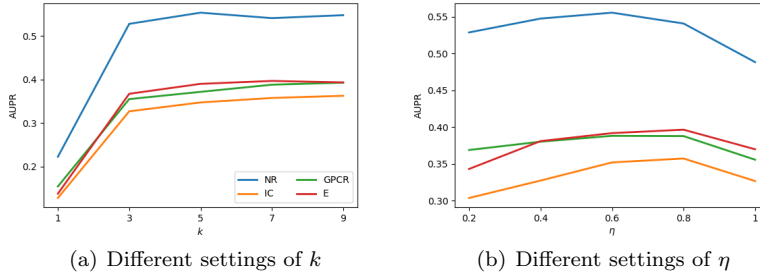 0.5
0.4
0.3
0.2
AUPR
NR
IC
GPCR
E
1 3 5 7 9
k
(a) Different settings of k
0.55
0.50
0.45
0.40
0.35
0.30
AUPR
0.2 0.4 0.6 0.8 1
η
(b) Different settings of η